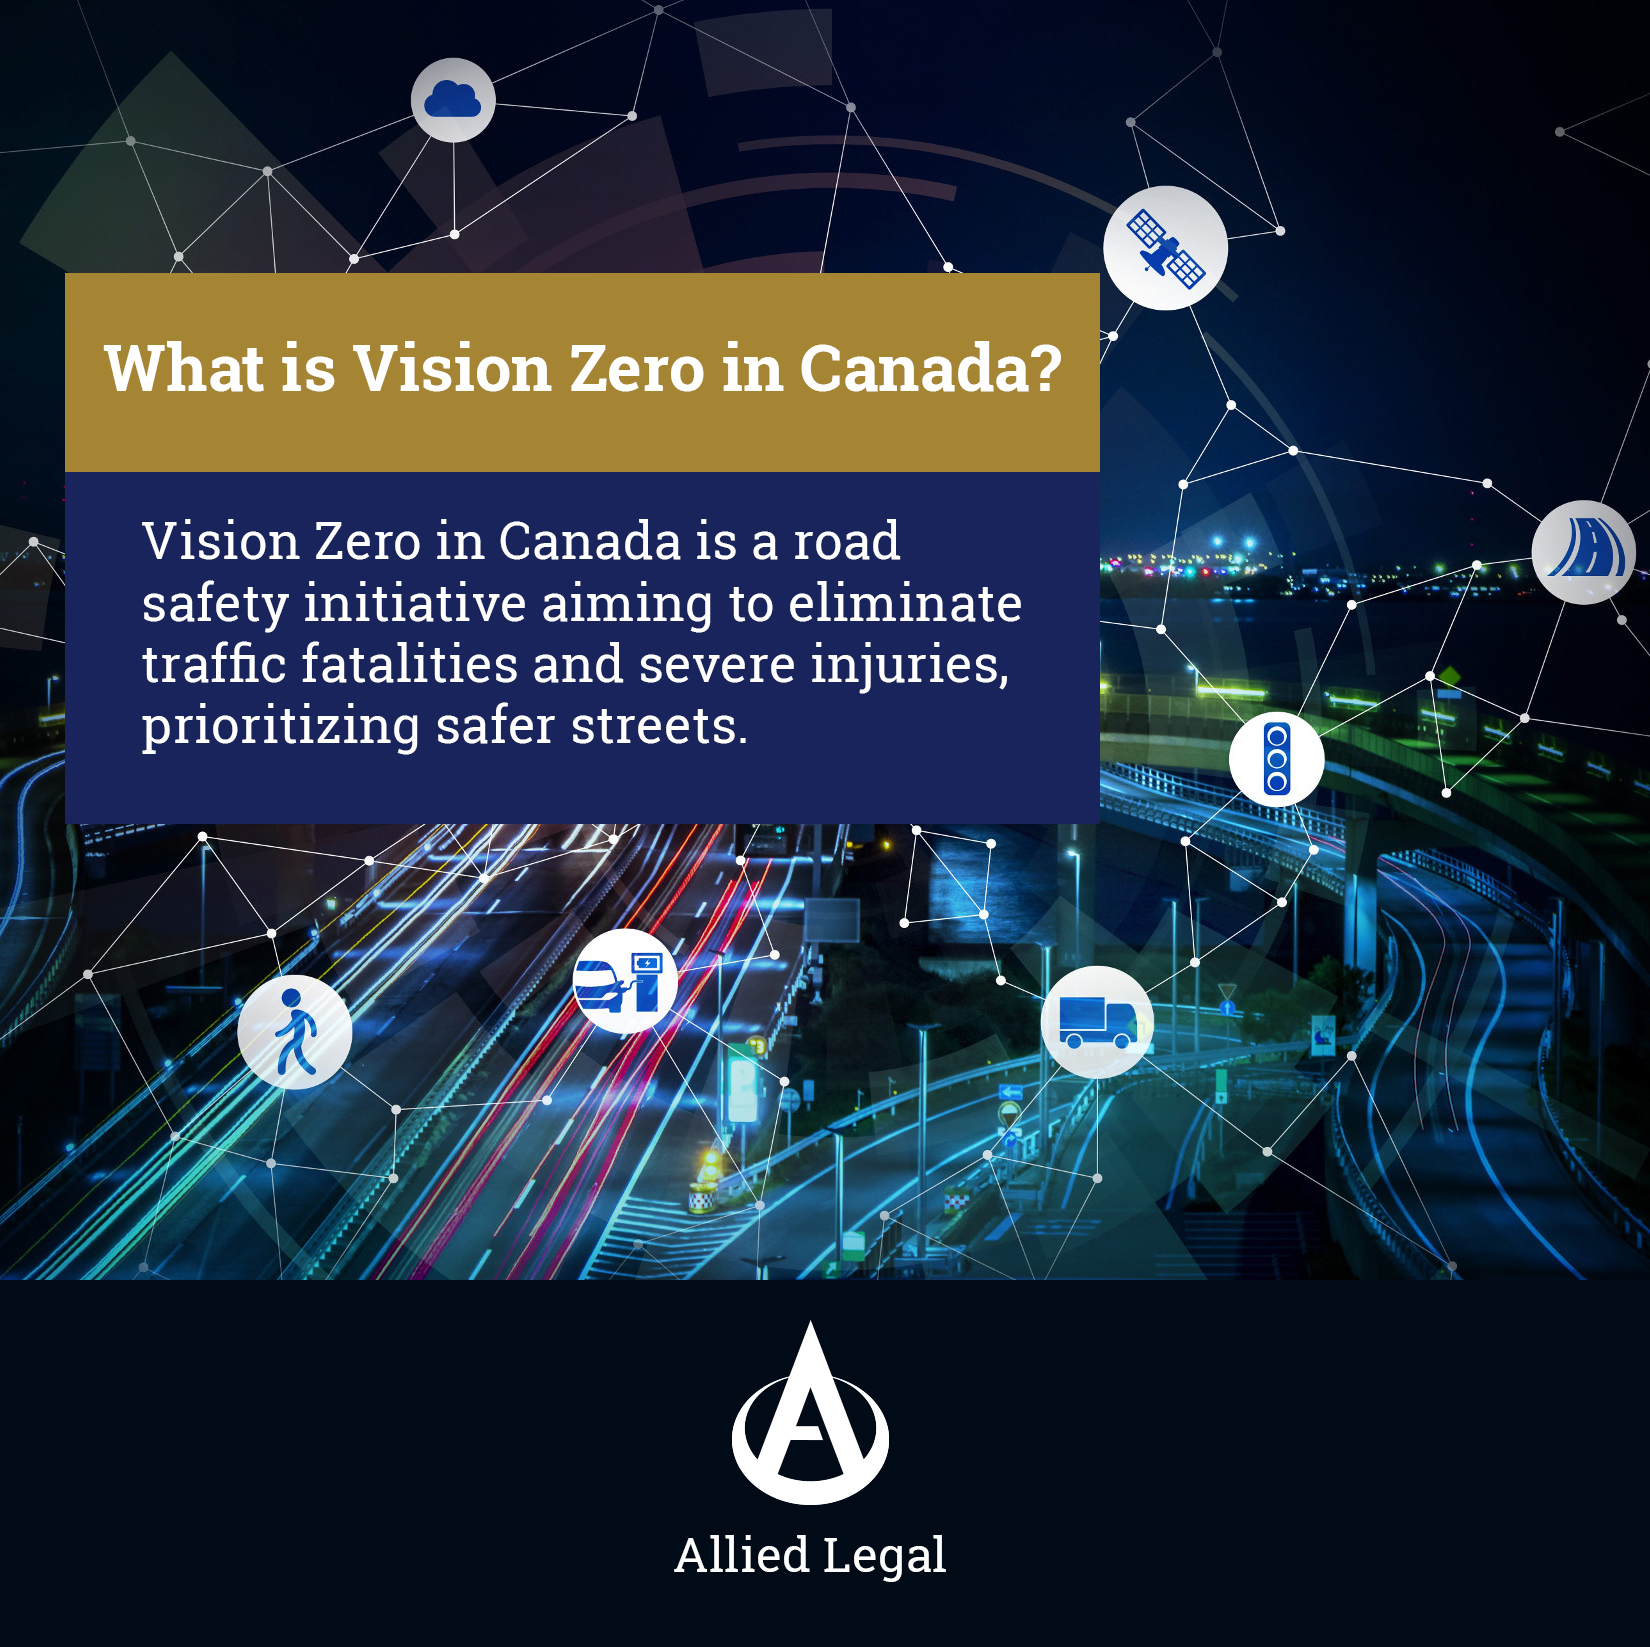 What is Vision Zero in Canada?
Vision Zero in Canada is a road
safety initiative aiming to eliminate
traffic fatalities and severe injuries,
prioritizing safer streets.
Allied Legal